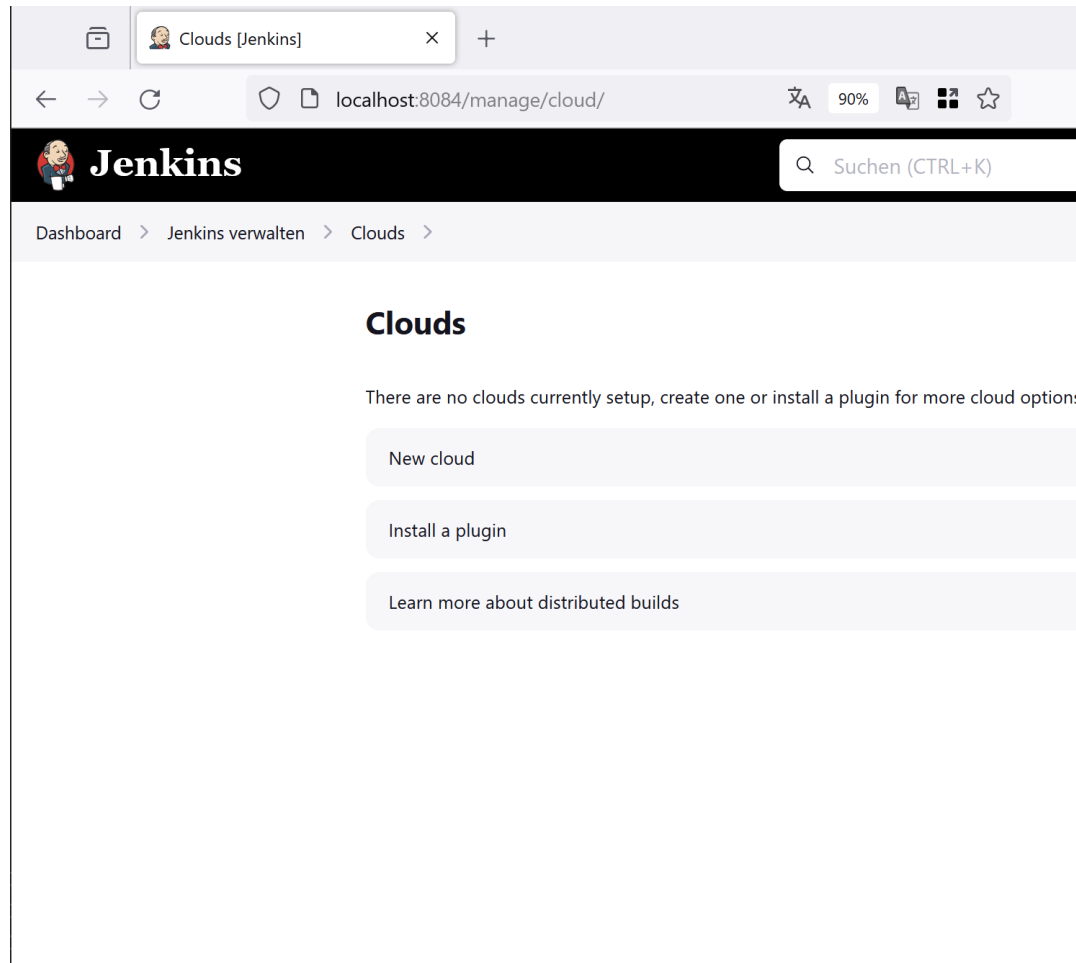 Clouds [Jenkins]
localhost:8084/manage/cloud/ 90%
Jenkins Suchen (CTRL+K)
Dashboard > Jenkins verwalten > Clouds >
Clouds
There are no clouds currently setup, create one or install a plugin for more cloud options
New cloud
Install a plugin
Learn more about distributed builds